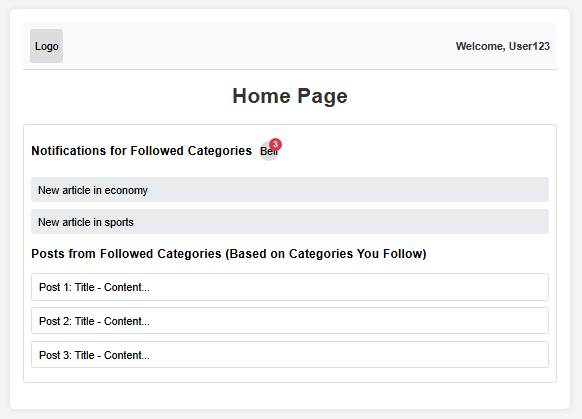 Logo
Welcome, User123
Home Page
Notifications for Followed Categories Bell 3
New article in economy
New article in sports
Posts from Followed Categories (Based on Categories You Follow)
Post 1: Title - Content...
Post 2: Title - Content...
Post 3: Title - Content...